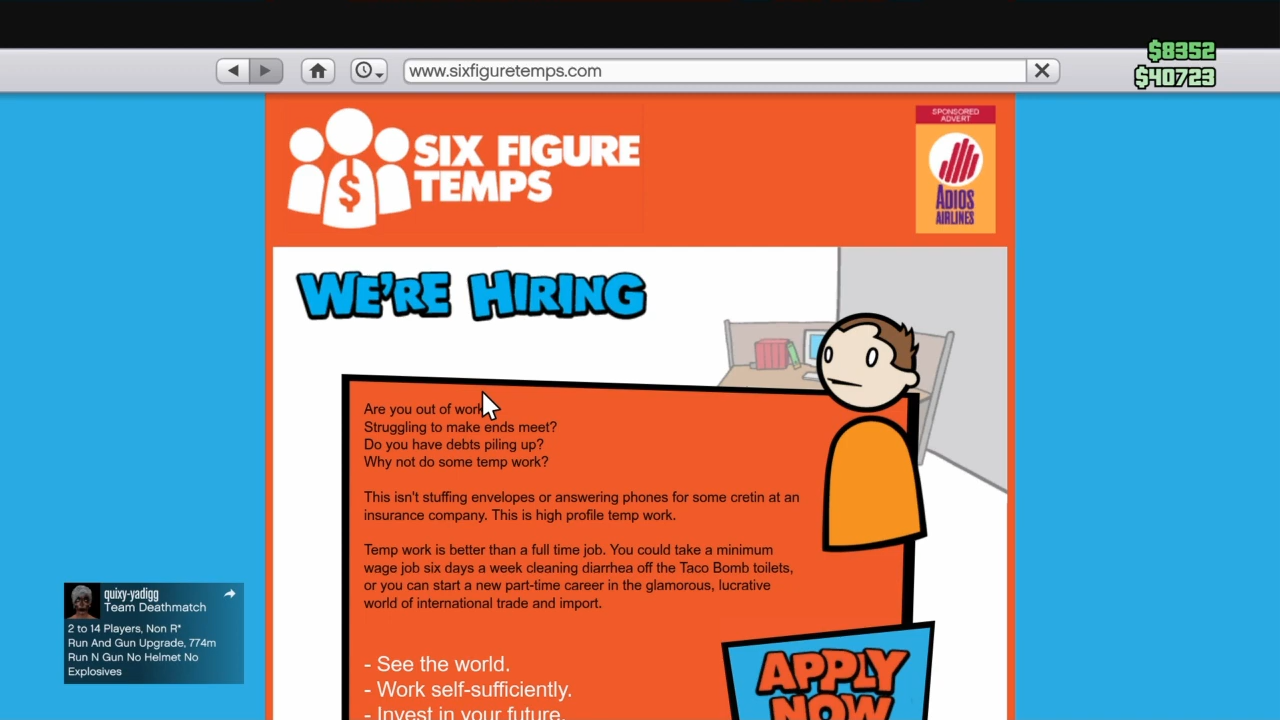 $8352
www.sixfiguretemps.com
$40723
SIX FIGURE
TEMPS
SPONSORED
ADVERT
ADIOS
AIRLINES
WE'RE HIRING
Are you out of work
Struggling to make ends meet?
Do you have debts piling up?
Why not do some temp work?
This isn't stuffing envelopes or answering phones for some cretin at an
insurance company. This is high profile temp work.
Temp work is better than a full time job. You could take a minimum
wage job six days a week cleaning diarrhea off the Taco Bomb toilets,
or you can start a new part-time career in the glamorous, lucrative
world of international trade and import.
- See the world.
- Work self-sufficiently.
- Invest in your future.
APPLY
NOW
quixy-yadigg
Team Deathmatch
2 to 14 Players, Non R*
Run And Gun Upgrade, 774m
Run N Gun No Helmet No
Explosives